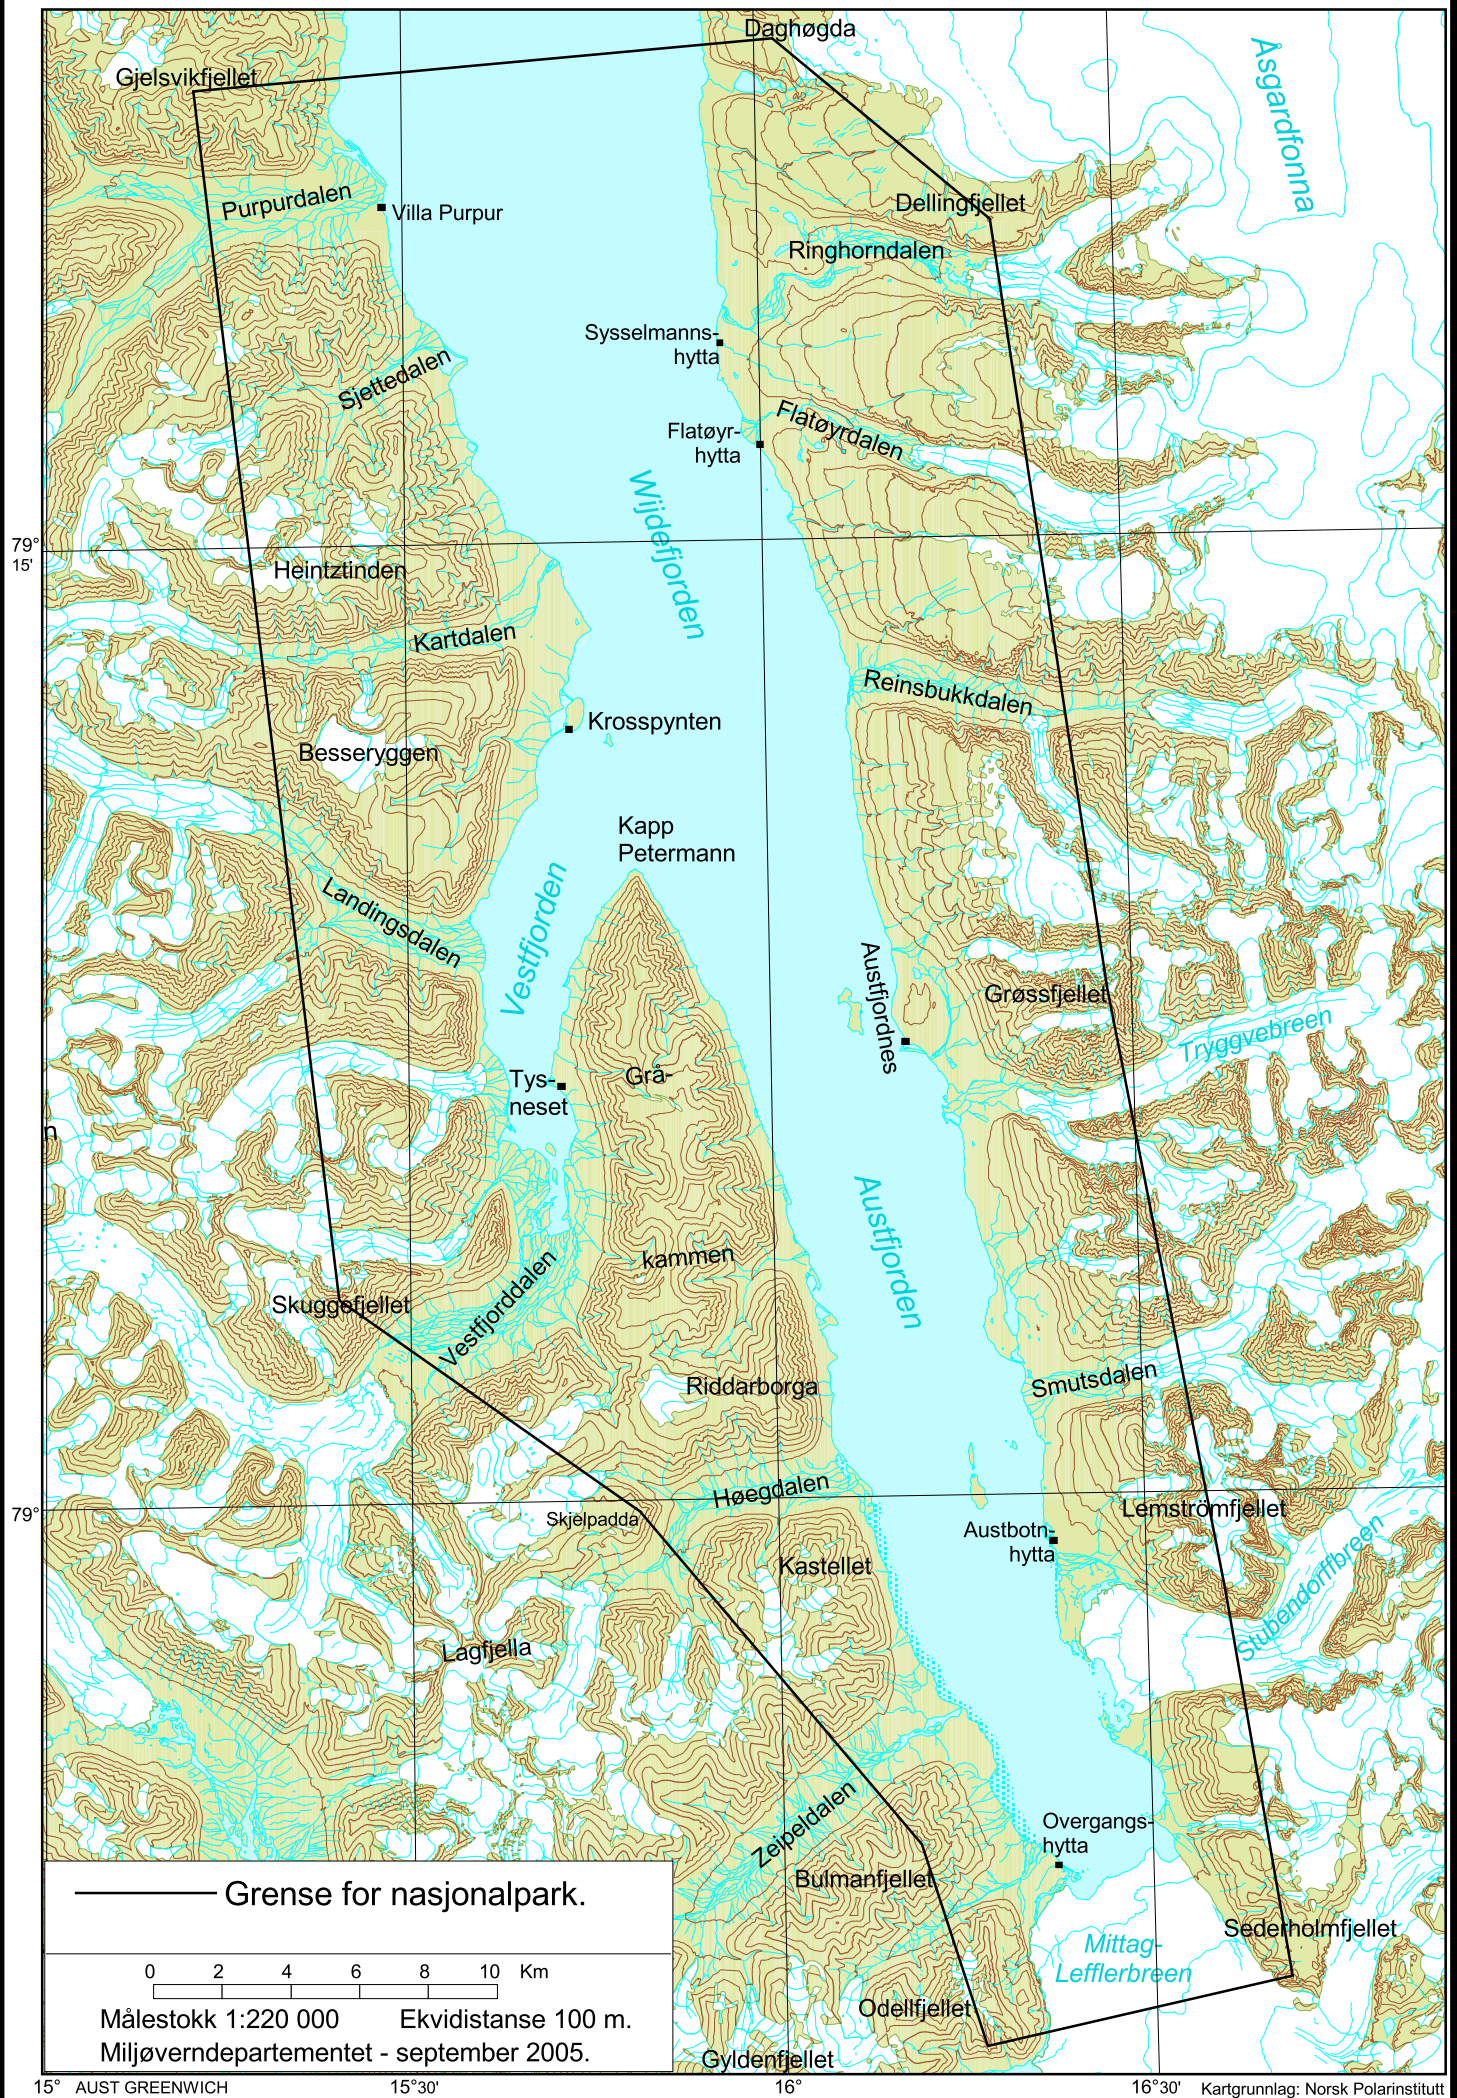 Daghøgda
Gjelsvikfjellet
Åsgardfonna
Purpurdalen
Villa Purpur
Dellingfjellet
Ringhorndalen
Sysselmanns-
hytta
Sjettedalen
Flatøyrdalen
Flatøyr-
hytta
Wijdefjorden
79°
15'
Heintztinden
Kartdalen
Reinsbukkdalen
Krosspynten
Besseryggen
Kapp
Petermann
Landingsdalen
Vestfjorden
Austfjordnes
Grøssfjellet
Tryggvebreen
Tys-
neset
Grå-
n
Austfjorden
kammen
Vestfjorddalen
Skuggefjellet
Riddarborga
Smutsdalen
Høegdalen
79°
Skjelpadda
Lemströmfjellet
Austbotn-
hytta
Kastellet
Stubendorffbreen
Lagfjella
Zeipeldalen
Overgangs-
hytta
Bulmanfjellet
Grense for nasjonalpark.
Sederholmfjellet
Mittag-
Lefflerbreen
0 2 4 6 8 10 Km
Odellfjellet
Målestokk 1:220 000 Ekvidistanse 100 m.
Miljøverndepartementet - september 2005.
Gyldenfjellet
15° AUST GREENWICH 15°30' 16° 16°30' Kartgrunnlag: Norsk Polarinstitutt